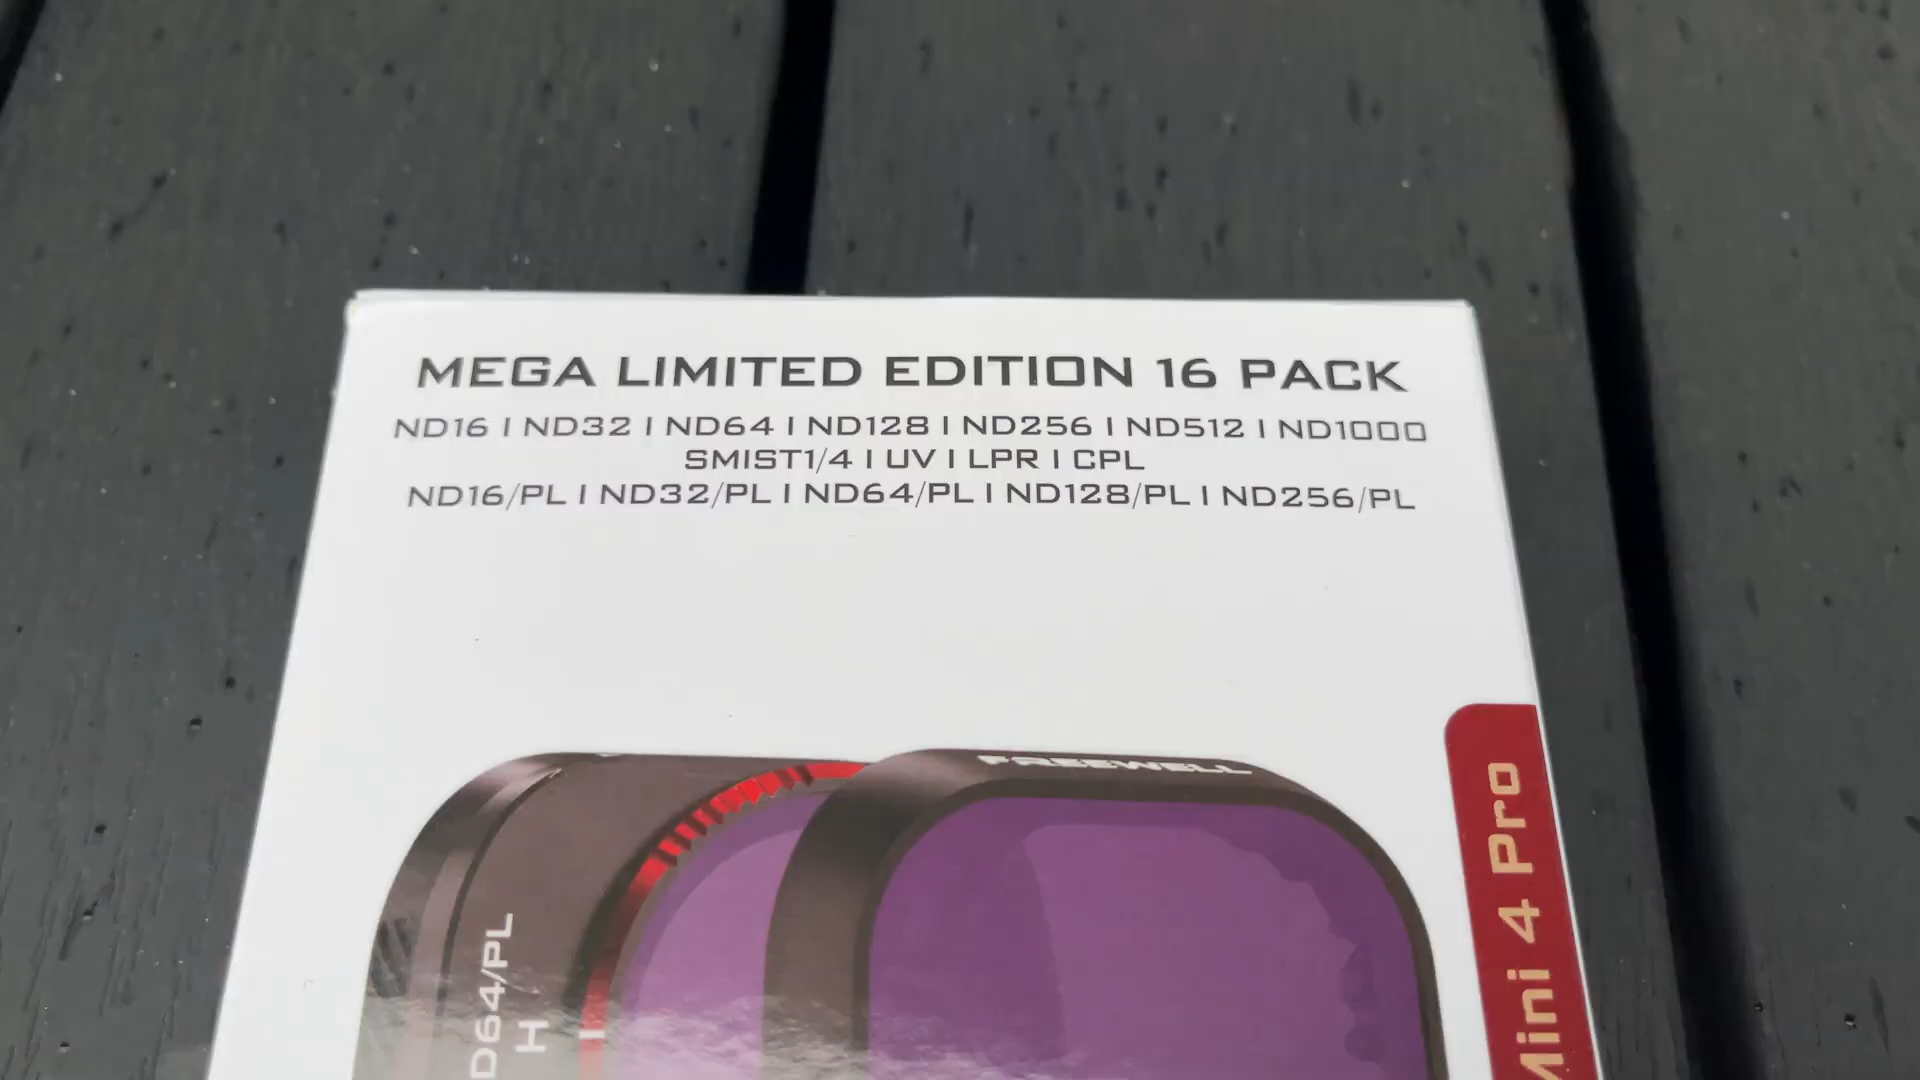 MEGA LIMITED EDITION 16 PACK
ND16 | ND32 | ND64 | ND128 | ND256 | ND512 | ND1000
SMIST1/4 | UV | LPR | CPL
ND16/PL | ND32/PL | ND64/PL | ND128/PL | ND256/PL
FREEWELL
D64/PL
H
Mini 4 Pro